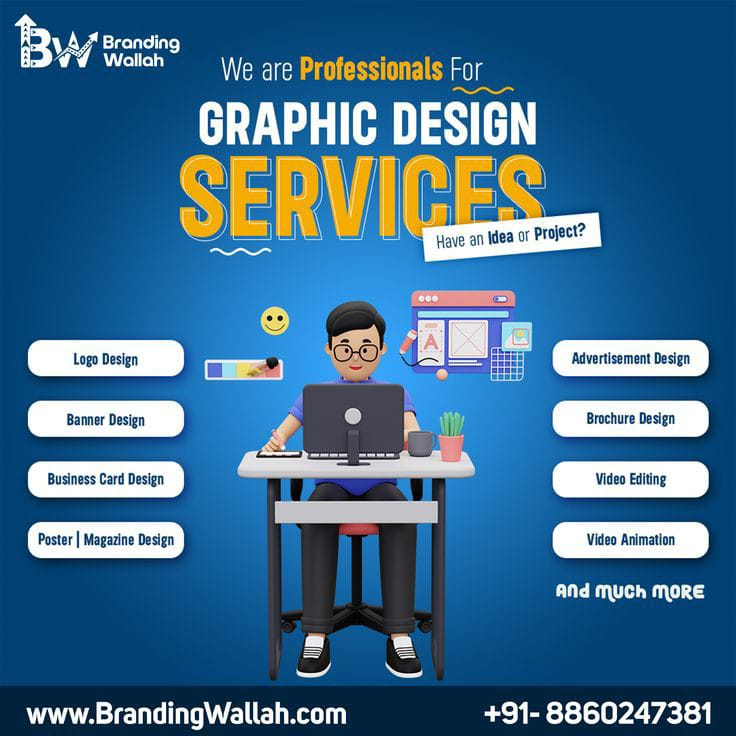 BW Branding
Wallah
We are Professionals For
GRAPHIC DESIGN
SERVICES
Have an Idea or Project?
Logo Design
Banner Design
Business Card Design
Poster | Magazine Design
A
Advertisement Design
Brochure Design
Video Editing
Video Animation
And much MORE
www.BrandingWallah.com
+91- 8860247381